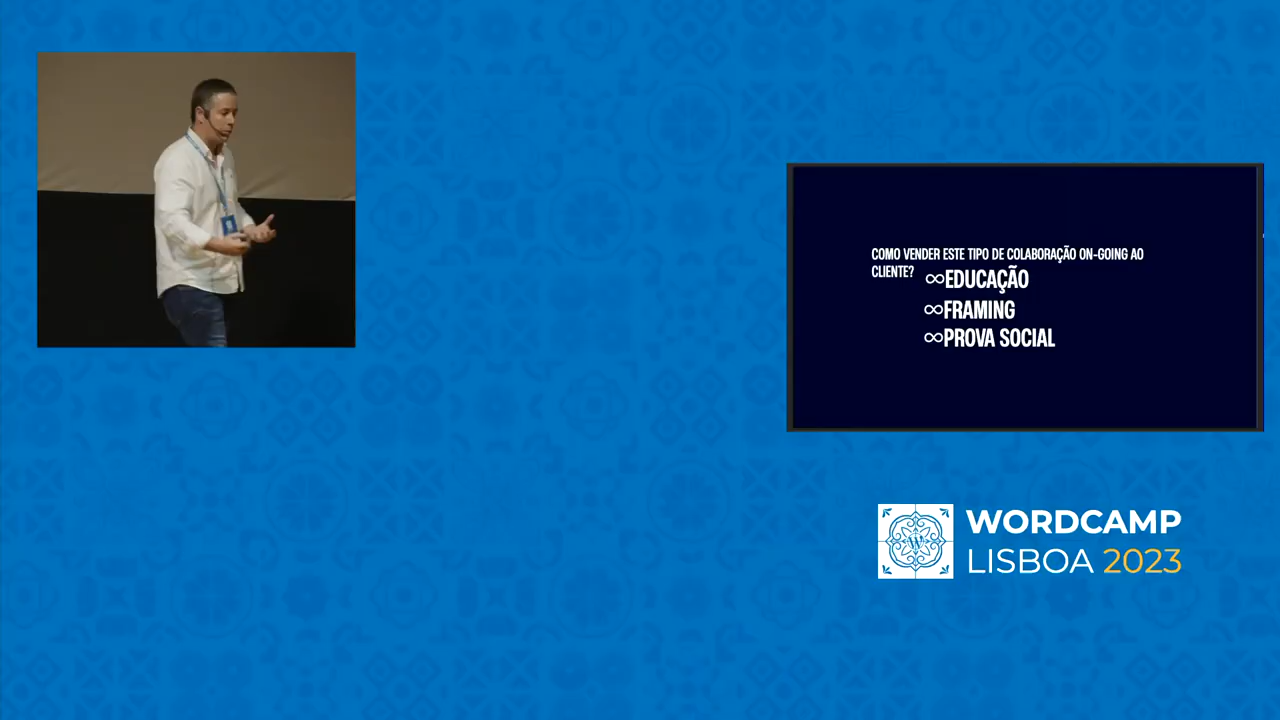 COMO VENDER ESTE TIPO DE COLABORAÇÃO ON-GOING AO
CLIENTE?
∞EDUCAÇÃO
∞FRAMING
∞PROVA SOCIAL
WORDCAMP
LISBOA 2023